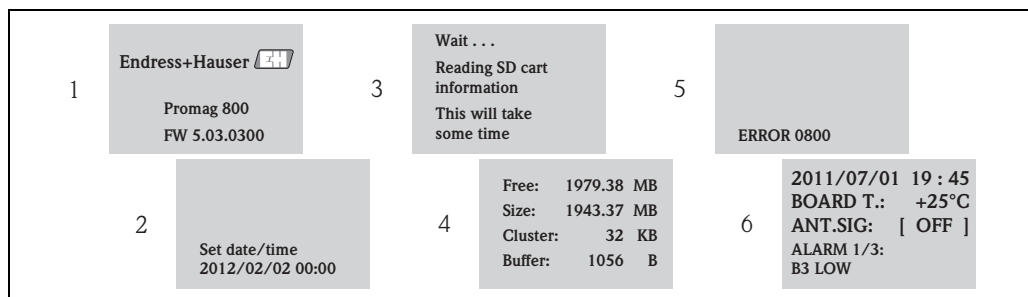 1
Endress+Hauser
Promag 800
FW 5.03.0300
2
Set date/time
2012/02/02 00:00
3
Wait . . .
Reading SD cart
information
This will take
some time
4
Free: 1979.38 MB
Size: 1943.37 MB
Cluster: 32 KB
Buffer: 1056 B
5
ERROR 0800
6
2011/07/01 19 : 45
BOARD T.: +25°C
ANT.SIG: [ OFF ]
ALARM 1/3:
B3 LOW